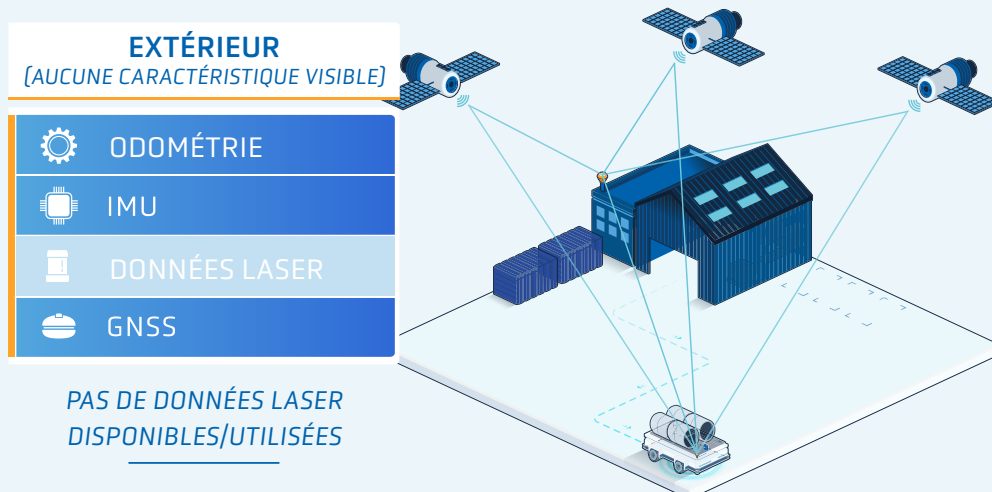 EXTÉRIEUR
(AUCUNE CARACTÉRISTIQUE VISIBLE)
ODOMÉTRIE
IMU
DONNÉES LASER
GNSS
PAS DE DONNÉES LASER
DISPONIBLES/UTILISÉES